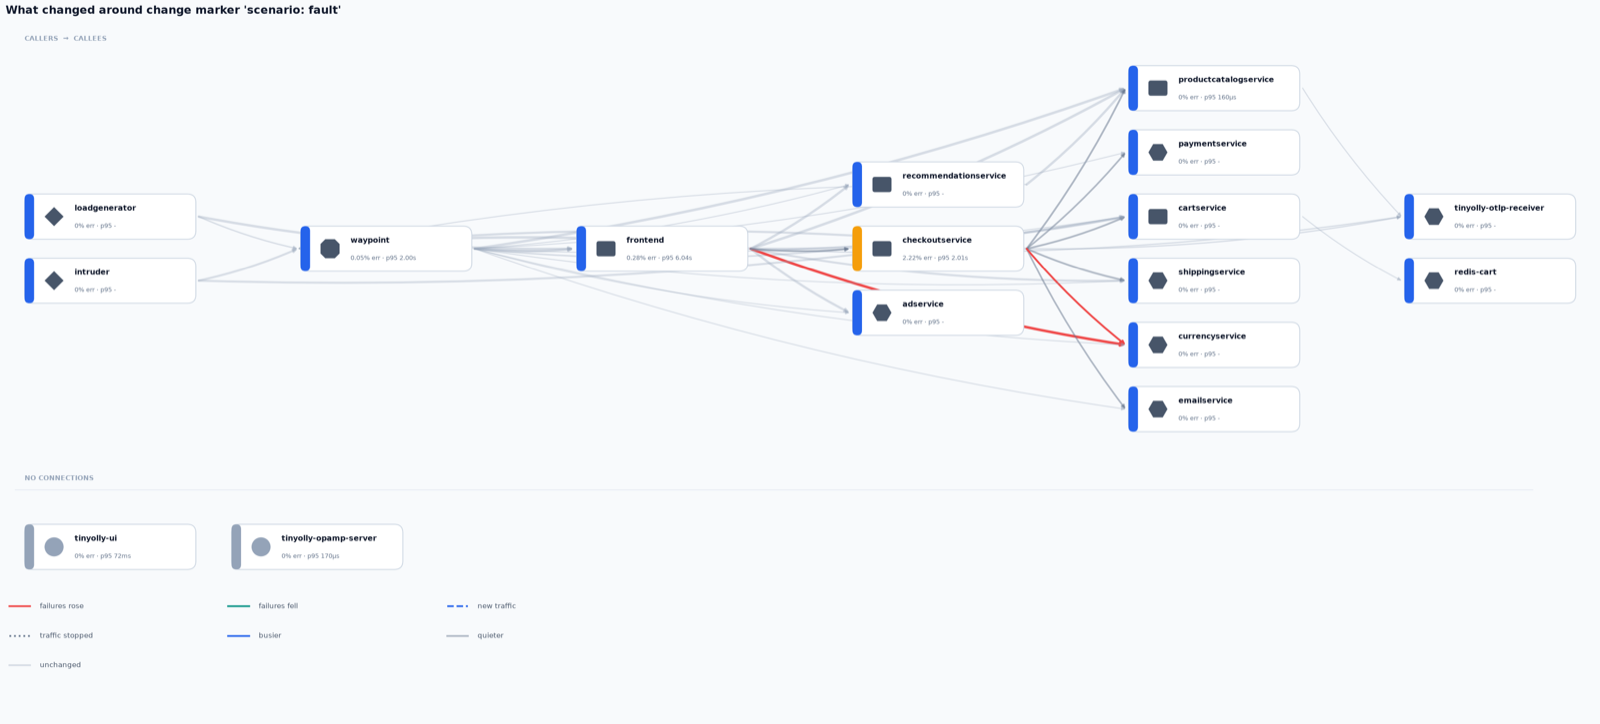 What changed around change marker 'scenario: fault'
CALLERS → CALLEES
productcatalogservice
0% err · p95 160µs
paymentservice
0% err · p95 -
recommendationservice
0% err · p95 -
loadgenerator
0% err · p95 -
cartservice
0% err · p95 -
tinyolly-otlp-receiver
0% err · p95 -
waypoint
0.05% err · p95 2.00s
frontend
0.28% err · p95 6.04s
checkoutservice
2.22% err · p95 2.01s
intruder
0% err · p95 -
shippingservice
0% err · p95 -
redis-cart
0% err · p95 -
adservice
0% err · p95 -
currencyservice
0% err · p95 -
emailservice
0% err · p95 -
NO CONNECTIONS
tinyolly-ui
0% err · p95 72ms
tinyolly-opamp-server
0% err · p95 170µs
failures rose
failures fell
new traffic
traffic stopped
busier
quieter
unchanged